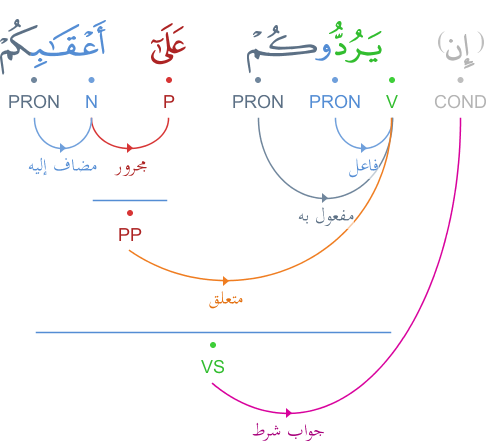 (إِن) يَرُدُّوكُمْ عَلَىٰٓ أَعْقَـٰبِكُمْ
COND V PRON PRON P N PRON
فاعل مجرور مضاف إليه
مفعول به
PP
متعلق
VS
جواب شرط